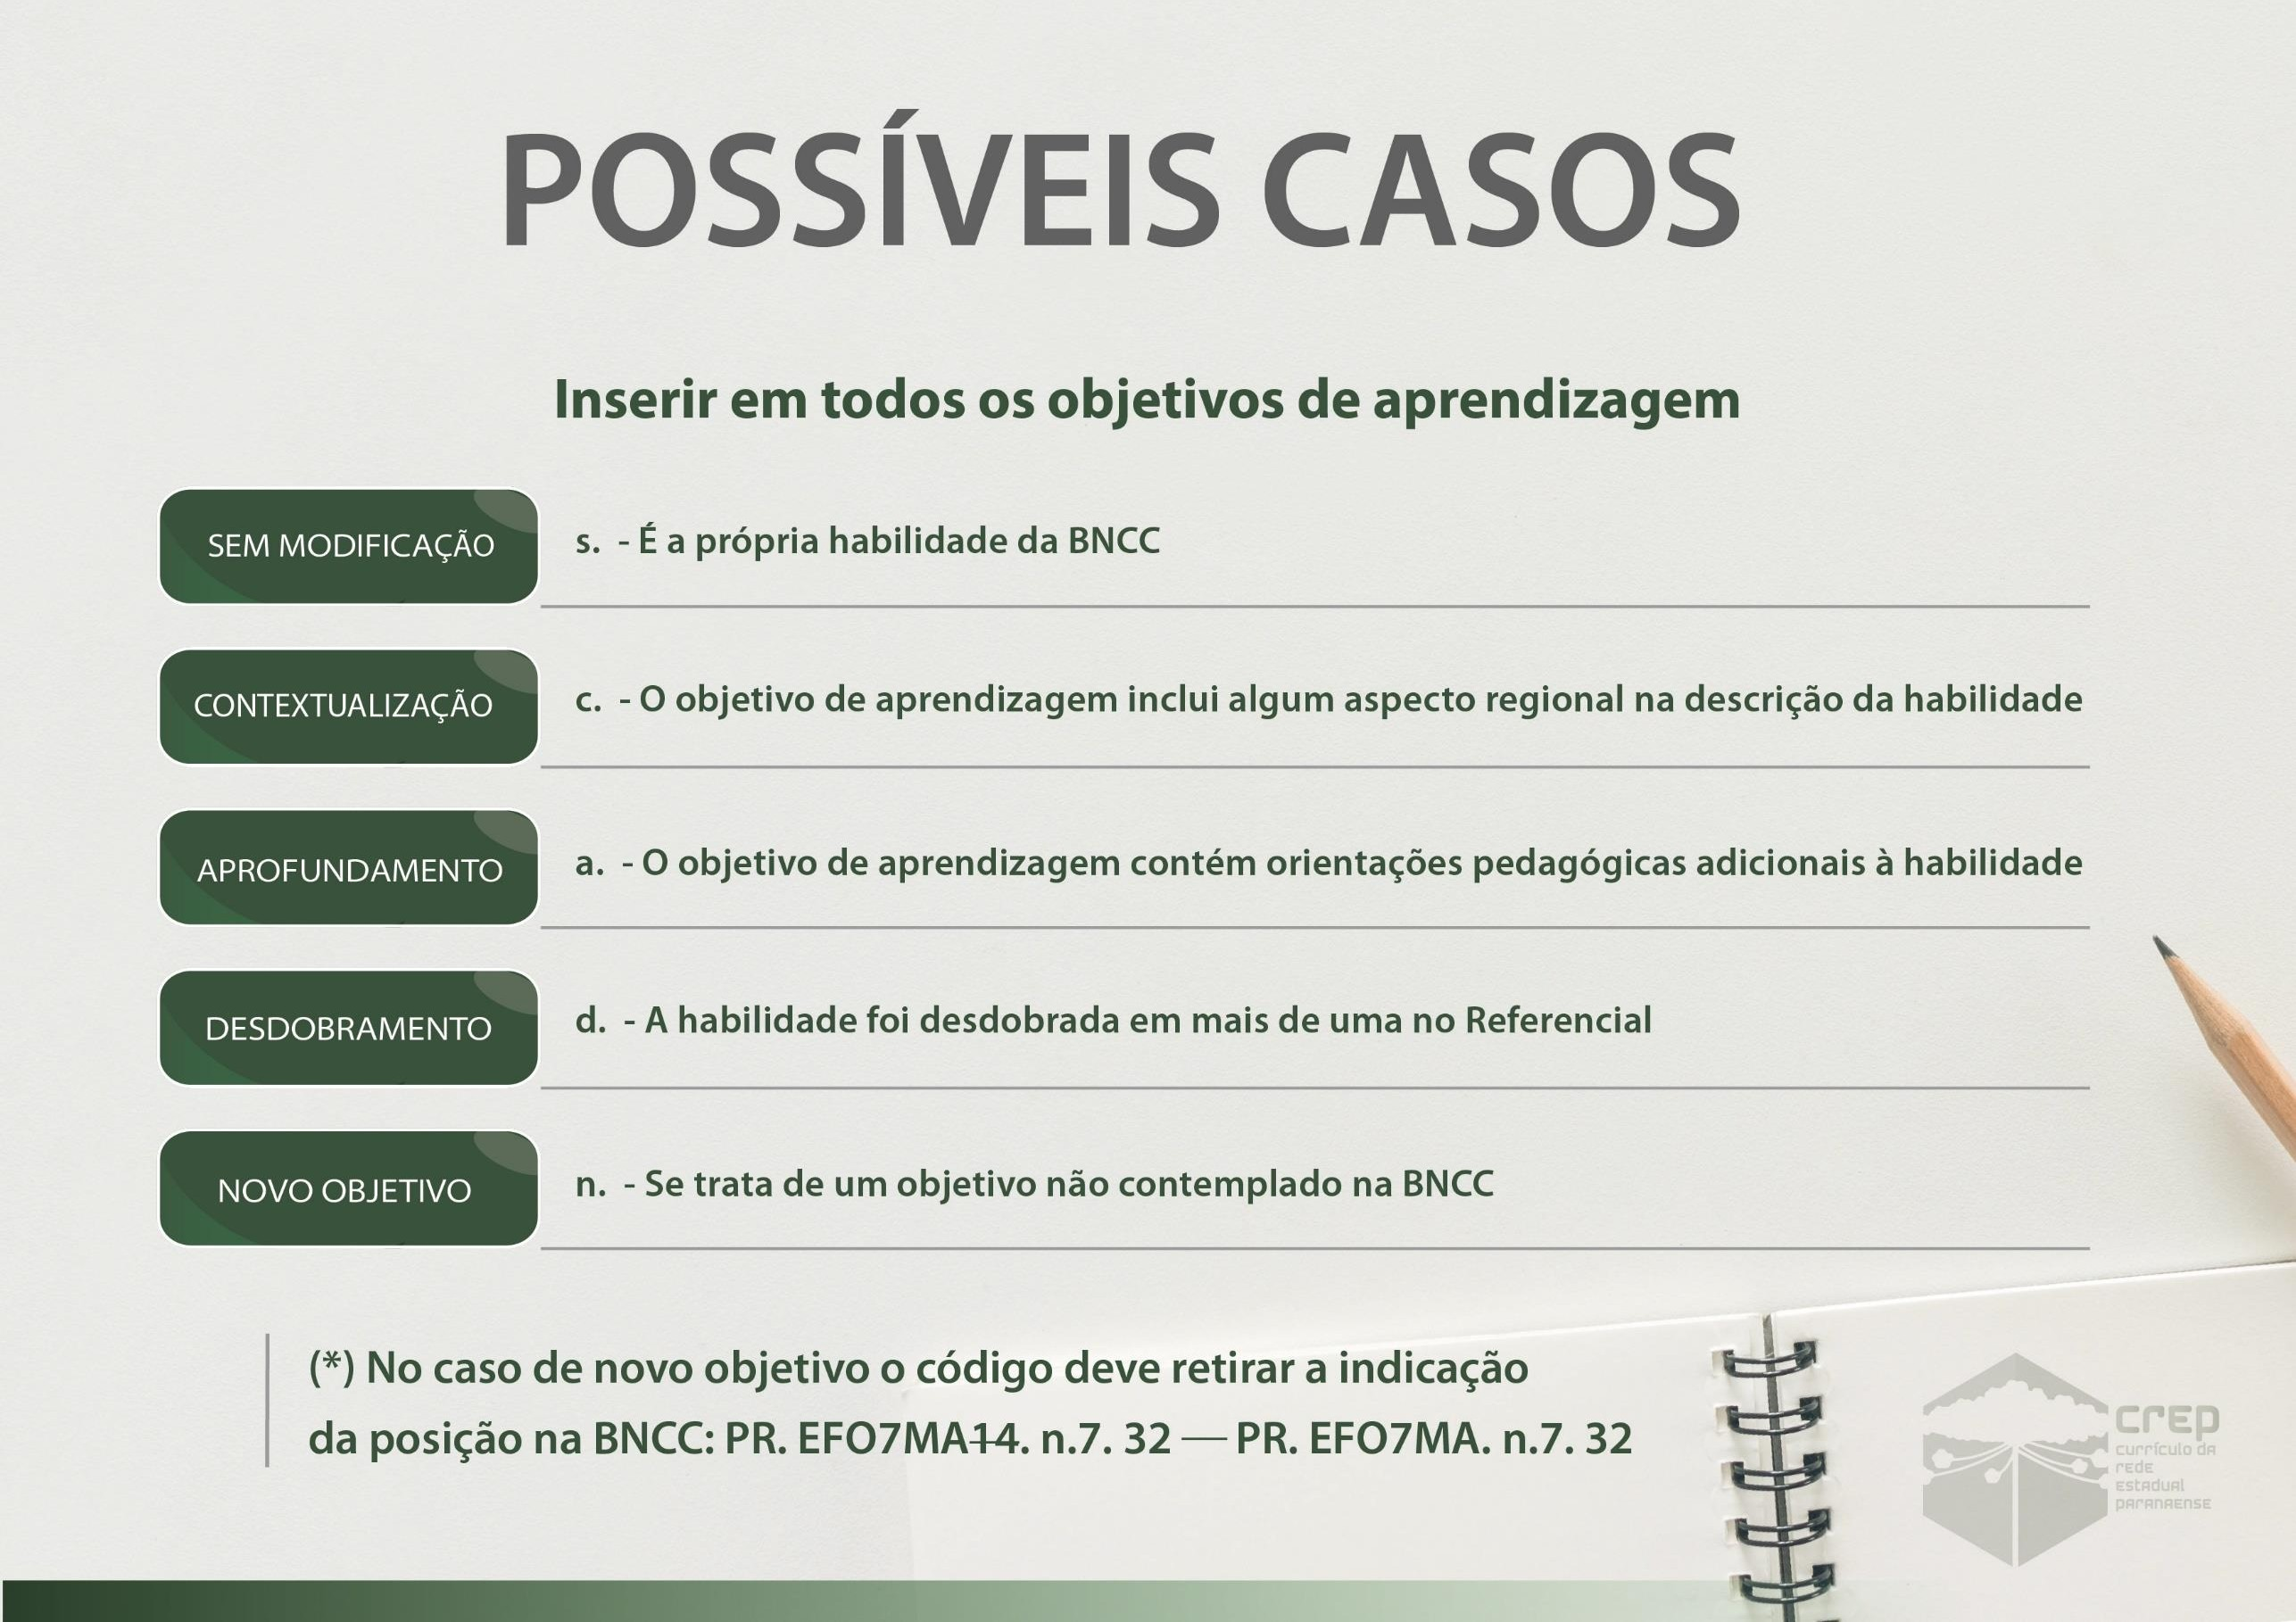 POSSÍVEIS CASOS
Inserir em todos os objetivos de aprendizagem
SEM MODIFICAÇÃO
s. - É a própria habilidade da BNCC
CONTEXTUALIZAÇÃO
c. - O objetivo de aprendizagem inclui algum aspecto regional na descrição da habilidade
APROFUNDAMENTO
a. - O objetivo de aprendizagem contém orientações pedagógicas adicionais à habilidade
DESDOBRAMENTO
d. - A habilidade foi desdobrada em mais de uma no Referencial
NOVO OBJETIVO
n. - Se trata de um objetivo não contemplado na BNCC
(*) No caso de novo objetivo o código deve retirar a indicação
da posição na BNCC: PR. EFO7MA14. n.7. 32 — PR. EFO7MA. n.7. 32
crep
currículo da
rede
estadual
paranaense